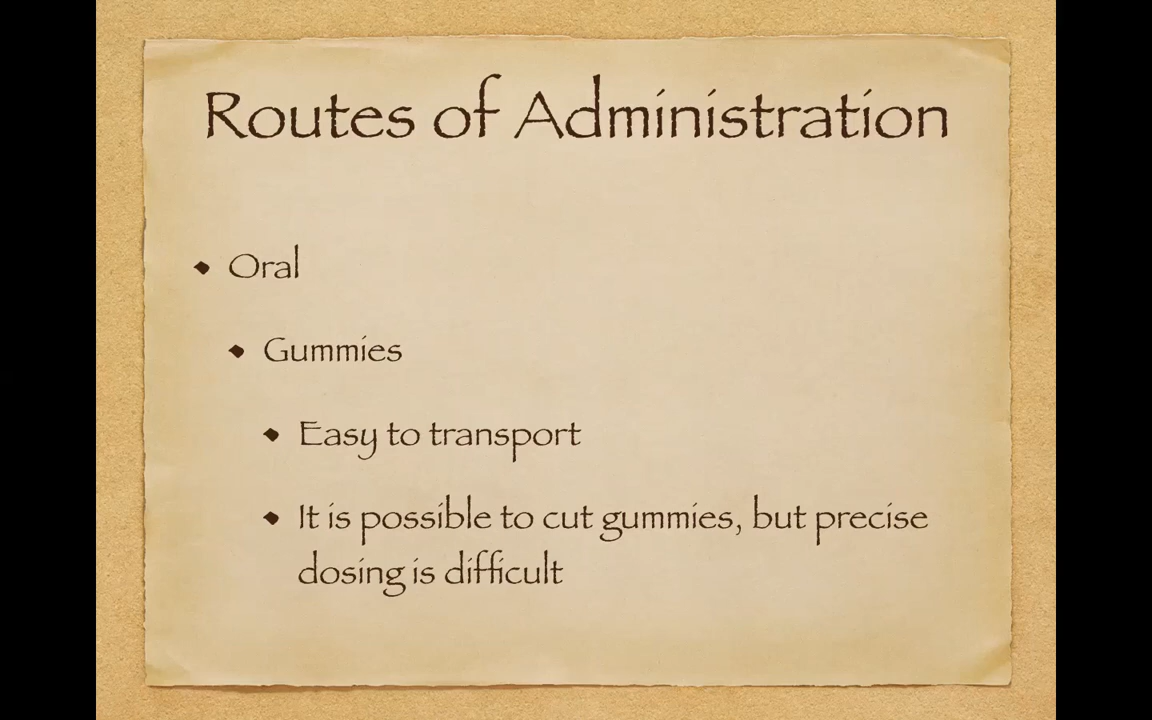 Routes of Administration
Oral
Gummies
Easy to transport
It is possible to cut gummies, but precise
dosing is difficult